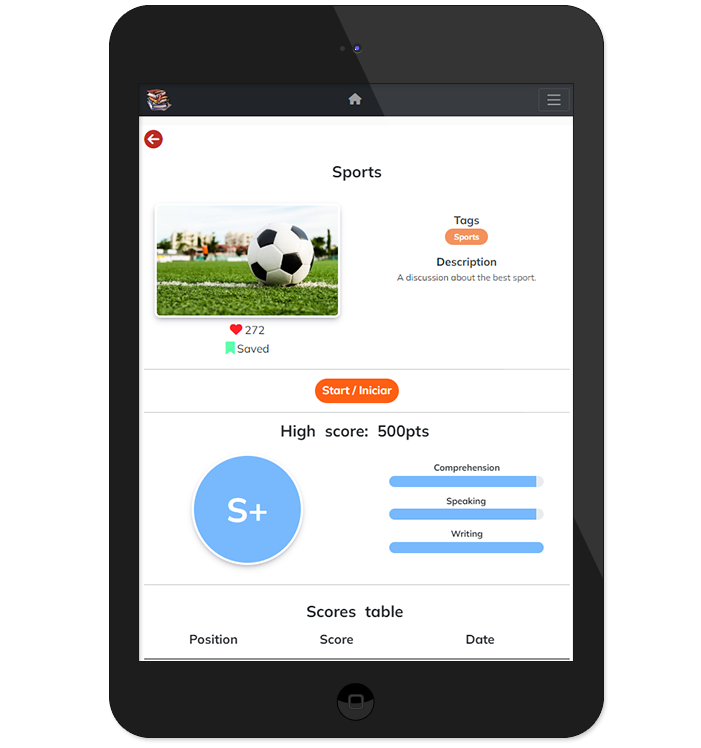 Sports
Tags
Sports
Description
A discussion about the best sport.
272
Saved
Start / Iniciar
High score: 500pts
S+
Comprehension
Speaking
Writing
Scores table
Position Score Date